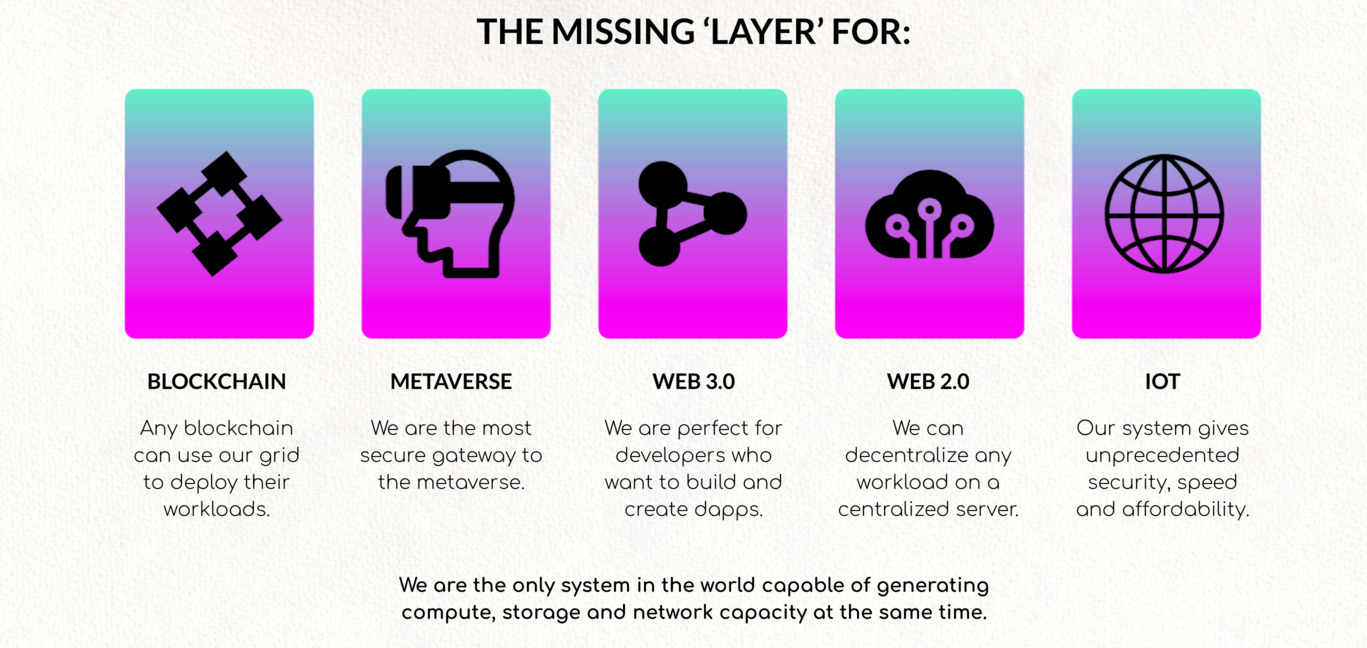 THE MISSING ‘LAYER’ FOR:
BLOCKCHAIN
Any blockchain
can use our grid
to deploy their
workloads.
METAVERSE
We are the most
secure gateway to
the metaverse.
WEB 3.0
We are perfect for
developers who
want to build and
create dapps.
WEB 2.0
We can
decentralize any
workload on a
centralized server.
IOT
Our system gives
unprecedented
security, speed
and affordability.
We are the only system in the world capable of generating
compute, storage and network capacity at the same time.